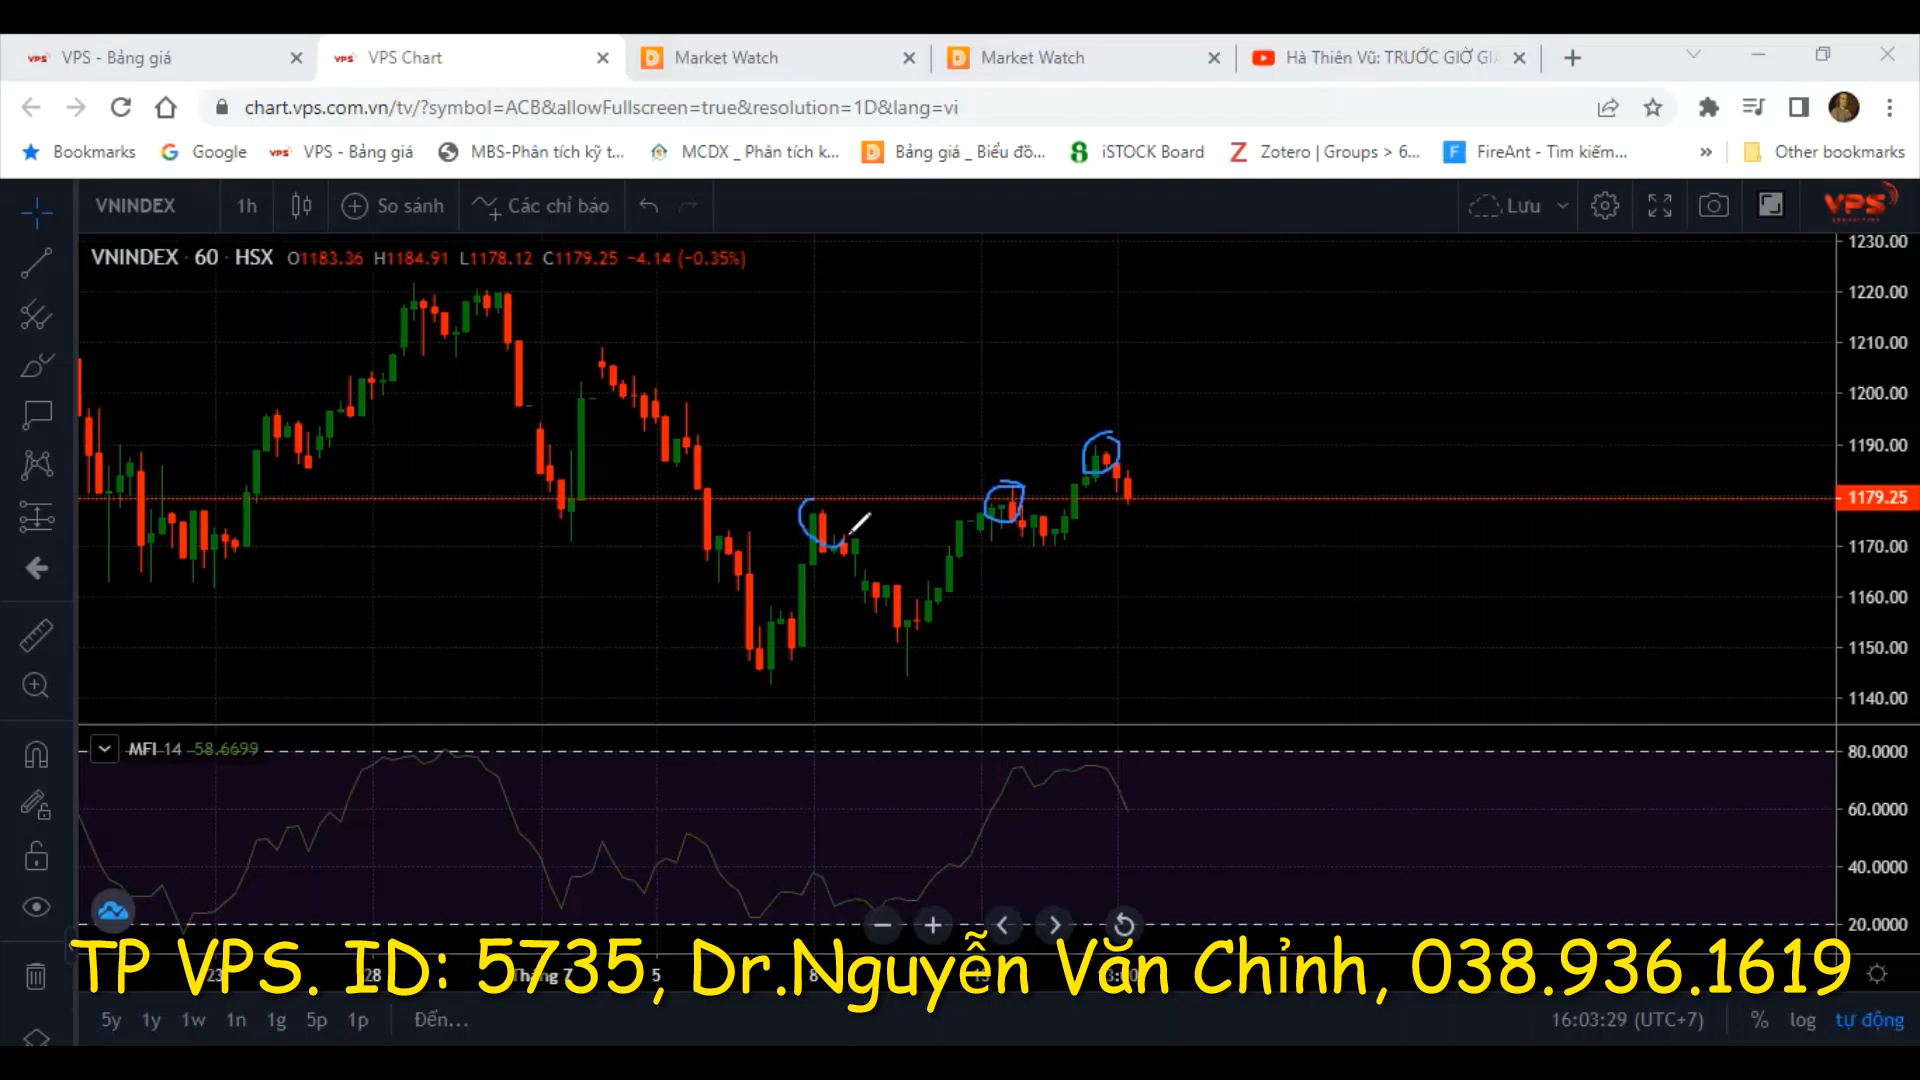 VPS - Bảng giá
VPS Chart
Market Watch
Market Watch
Hà Thiên Vũ: TRƯỚC GIỜ GI
chart.vps.com.vn/tv/?symbol=ACB&allowFullscreen=true&resolution=1D&lang=vi
Bookmarks
Google
VPS - Bảng giá
MBS-Phân tích kỹ t...
MCDX _ Phân tích k...
Bảng giá _ Biểu đồ...
iSTOCK Board
Zotero | Groups > 6...
FireAnt - Tìm kiếm...
»
Other bookmarks
VNINDEX
1h
So sánh
Các chỉ báo
Lưu
VPS
VNINDEX · 60 · HSX O1183.36 H1184.91 L1178.12 C1179.25 −4.14 (−0.35%)
1230.00
1220.00
1210.00
1200.00
1190.00
1179.25
1170.00
1160.00
1150.00
1140.00
MFI 14 58.6699
80.0000
60.0000
40.0000
20.0000
23
28
Tháng 7
5
8
TP VPS. ID: 5735, Dr.Nguyễn Văn Chỉnh, 038.936.1619
5y
1y
1w
1n
1g
5p
1p
Đến...
16:03:29 (UTC+7)
%
log
tự động